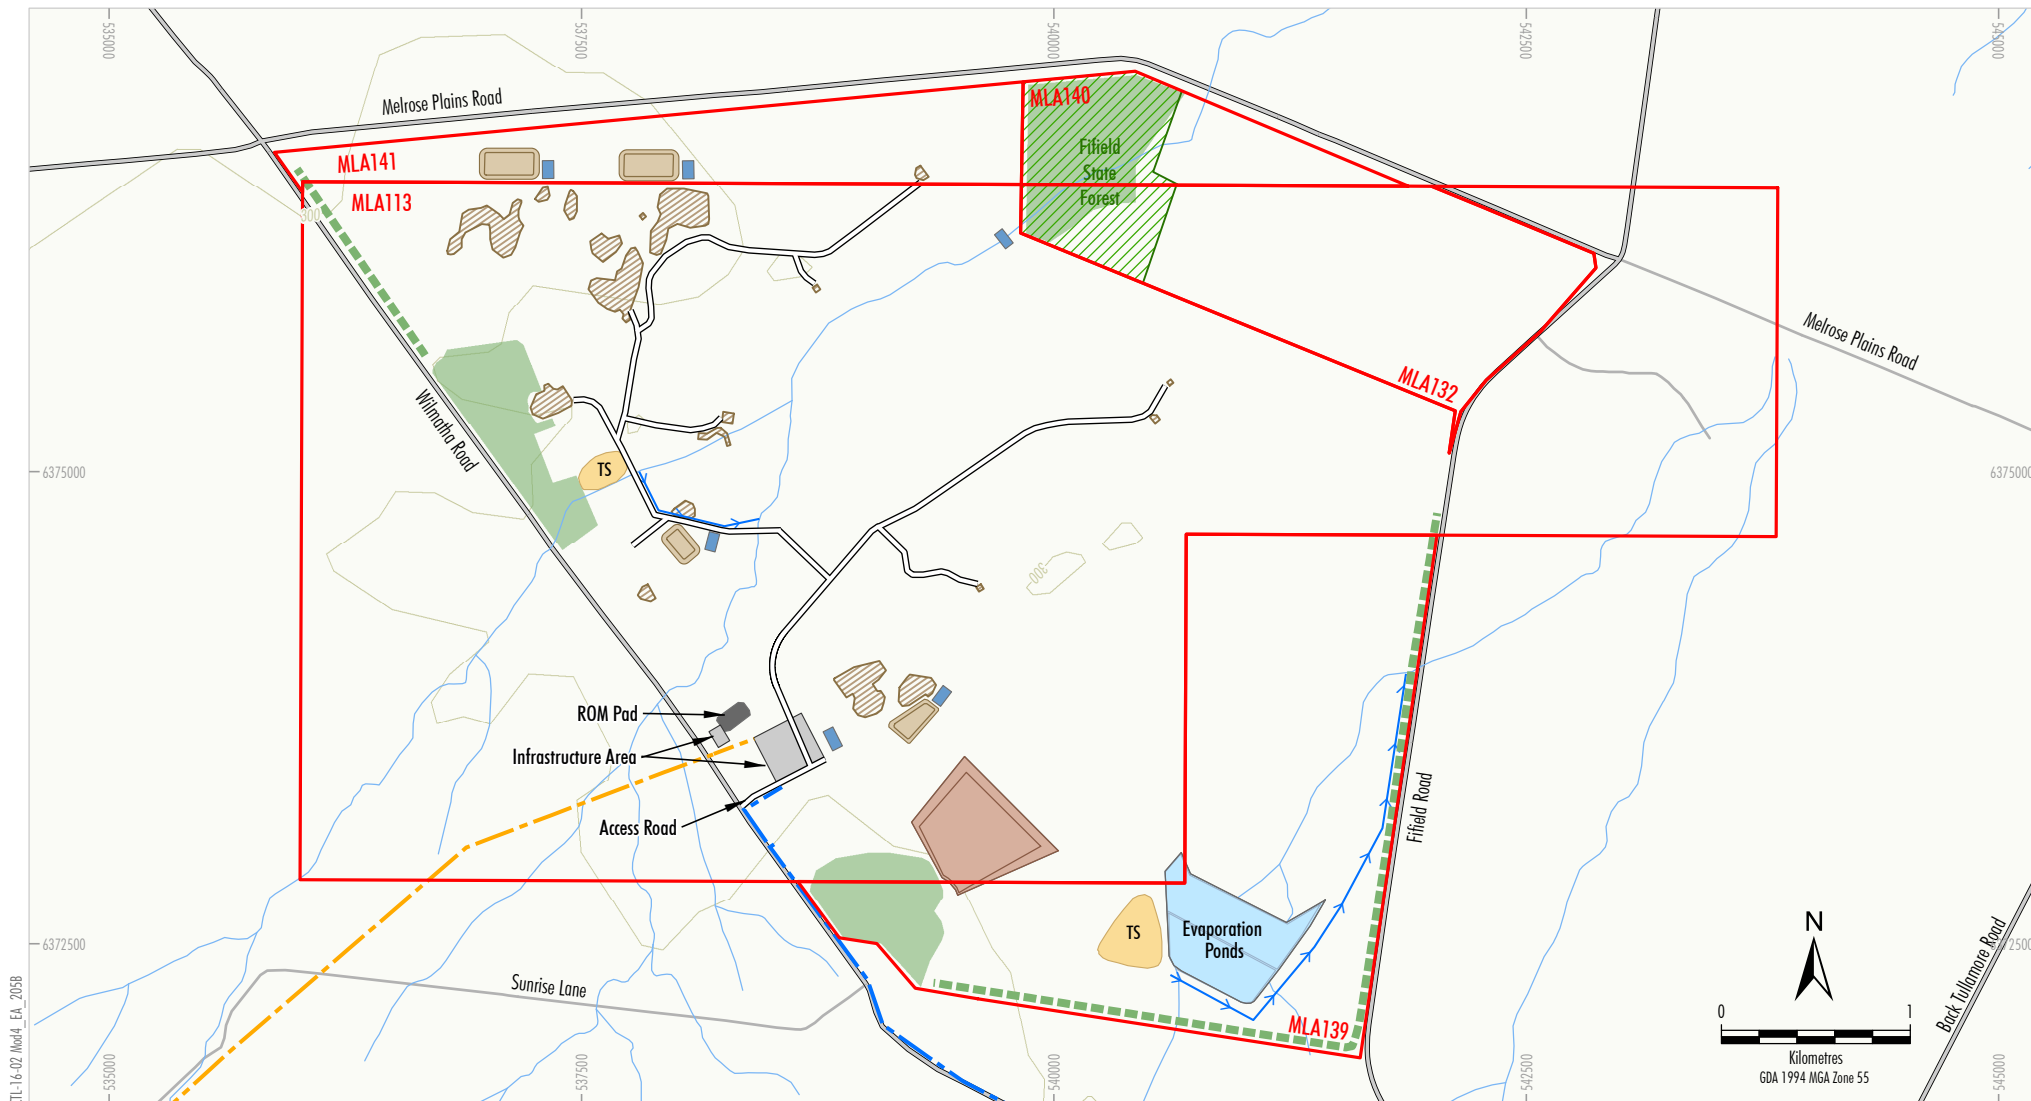 535000
537500
540000
542500
545000
Melrose Plains Road
MLA141
MLA113
MLA140
Fifield
State
Forest
300
Melrose Plains Road
MLA132
Wilmatha Road
TS
6375000
6375000
300
ROM Pad
Infrastructure Area
Access Road
Fifield Road
TS
Evaporation
Ponds
6372500
Sunrise Lane
MLA139
N
0 1
Kilometres
GDA 1994 MGA Zone 55
Back Tullamore Road
535000
537500
540000
542500
545000